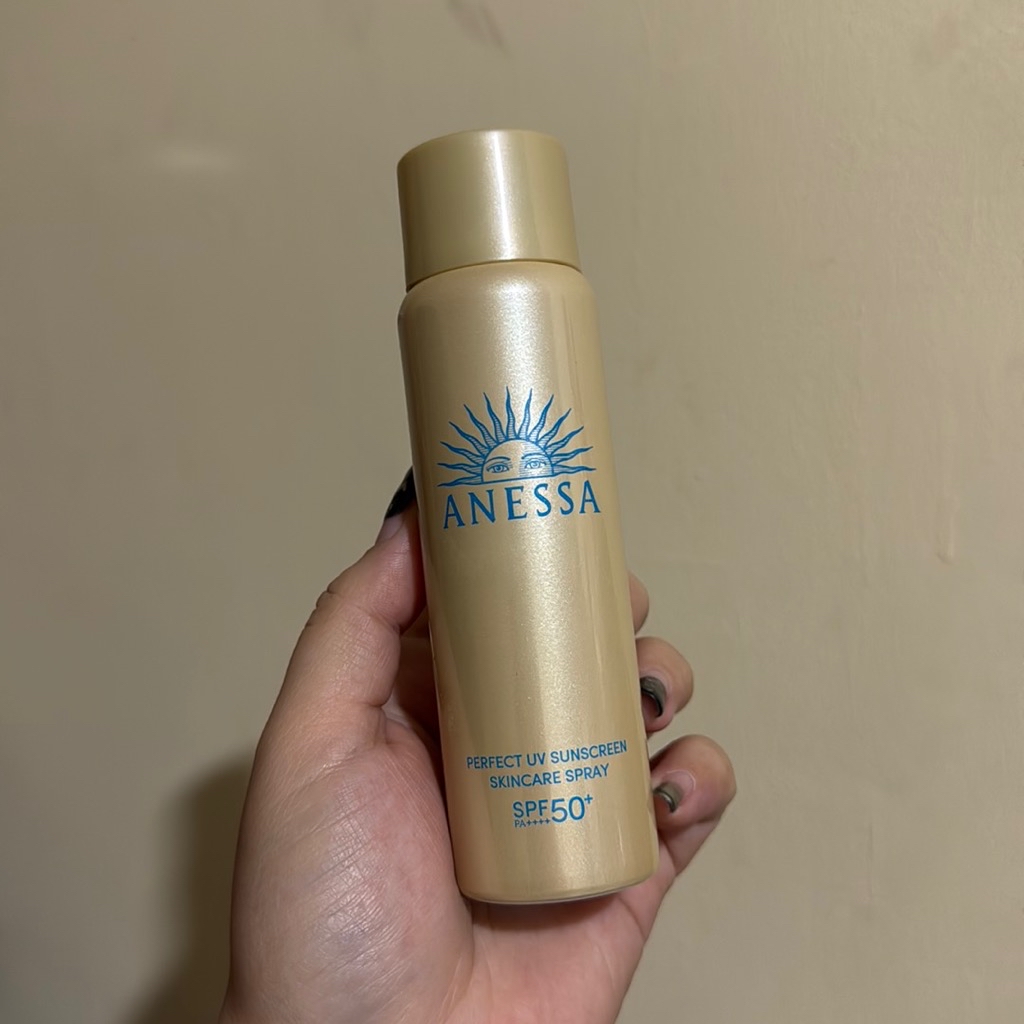 ANESSA
PERFECT UV SUNSCREEN
SKINCARE SPRAY
SPF50+
PA++++